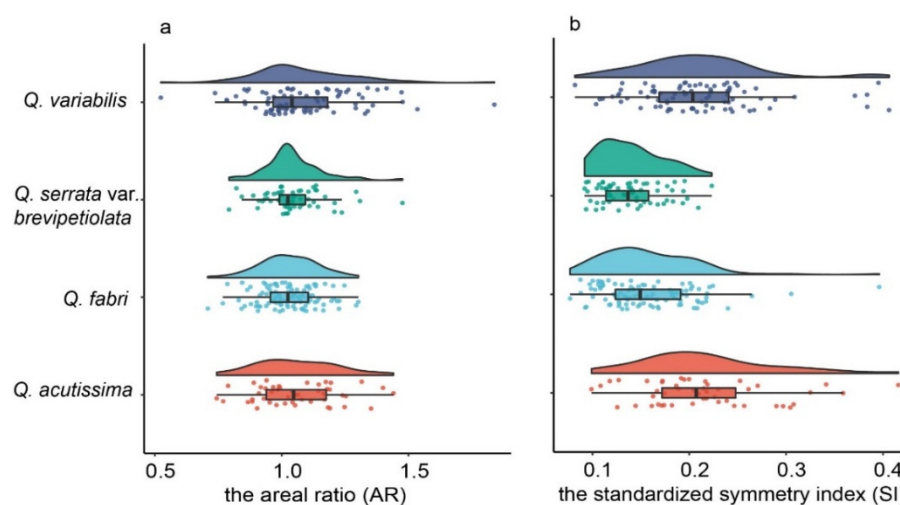 a
b
Q. variabilis
Q. serrata var..
brevipetiolata
Q. fabri
Q. acutissima
0.5 1.0 1.5
0.1 0.2 0.3 0.4
the areal ratio (AR)
the standardized symmetry index (SI